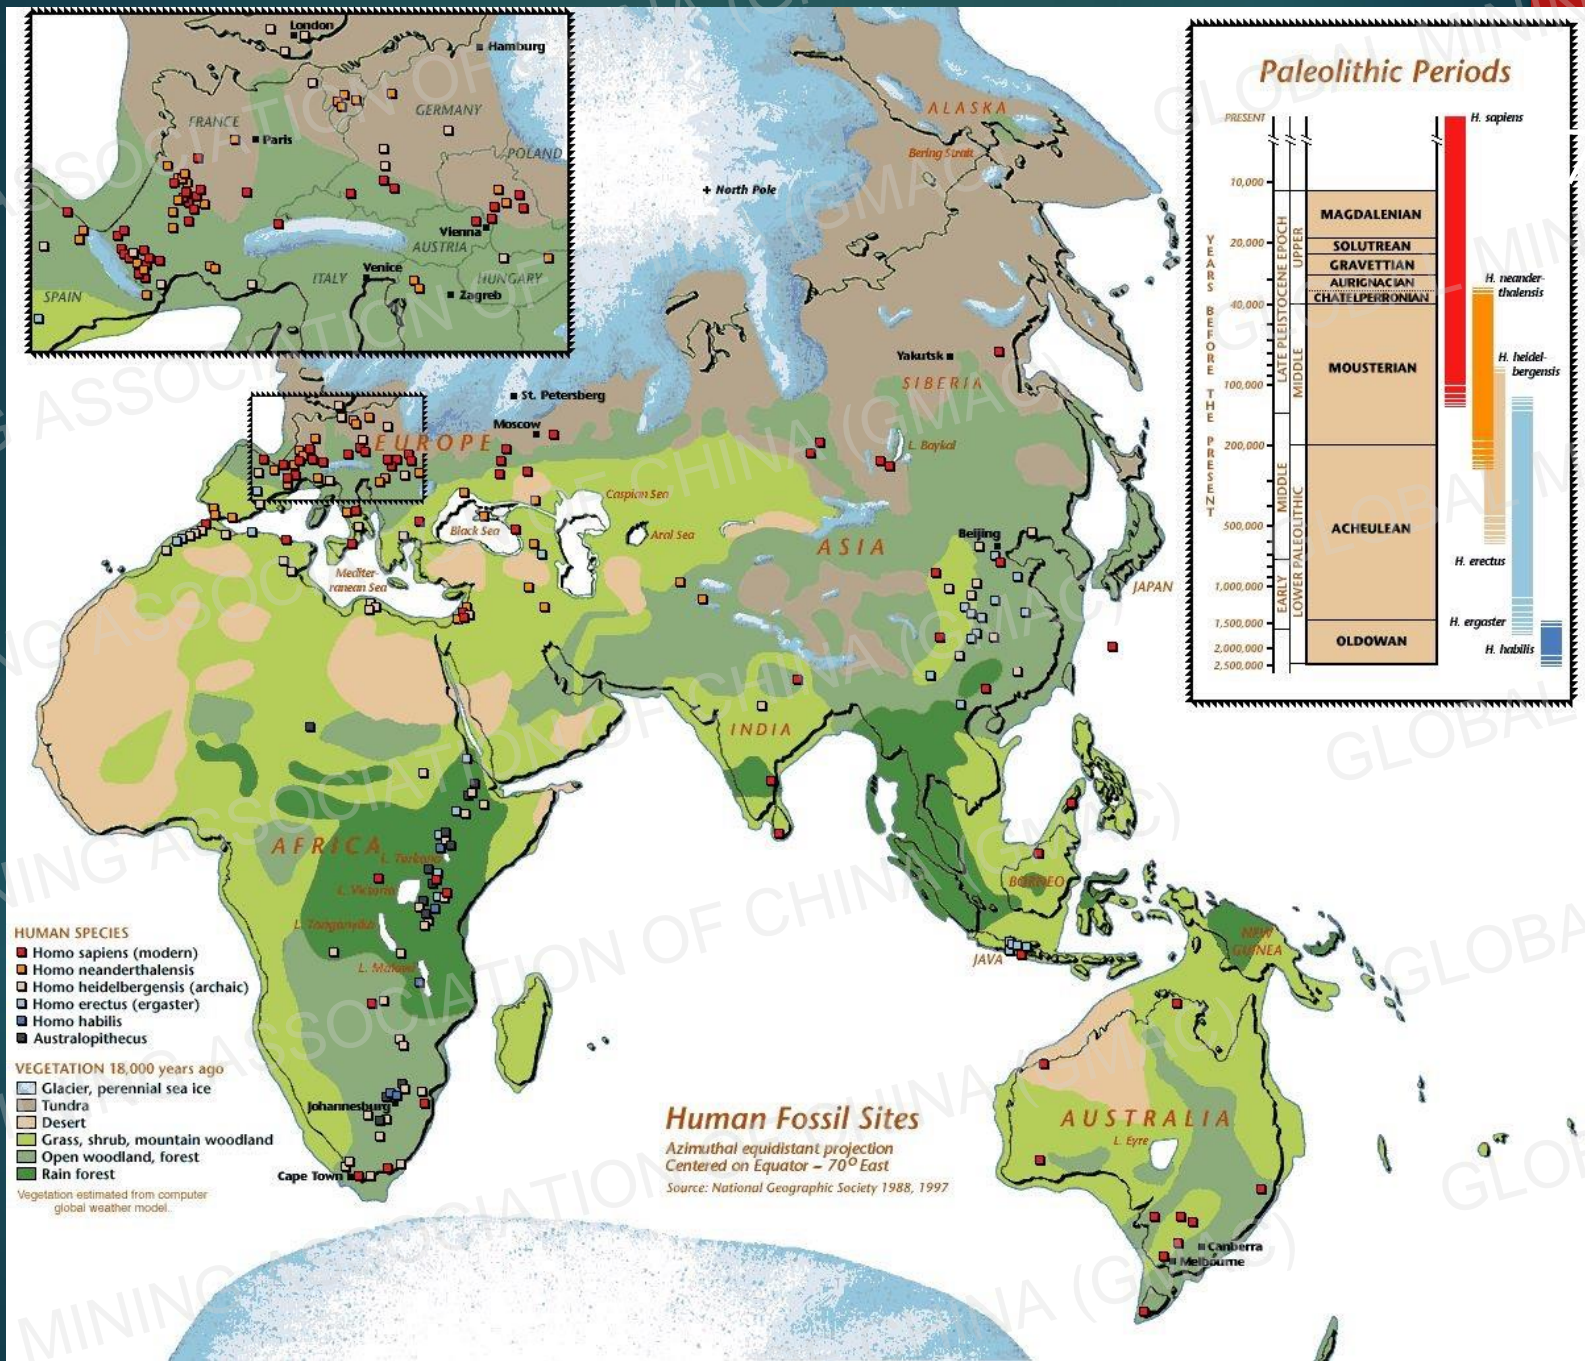 London
Hamburg
GERMANY
FRANCE
Paris
POLAND
Vienna
AUSTRIA
ITALY
Venice
HUNGARY
SPAIN
Zagreb
ALASKA
Bering Strait
North Pole
Yakutsk
SIBERIA
St. Petersberg
Moscow
EUROPE
L. Baykal
Caspian Sea
Black Sea
Aral Sea
ASIA
Beijing
JAPAN
Mediter-
ranean Sea
INDIA
AFRICA
L. Turkana
L. Victoria
L. Tanganyika
L. Malawi
BORNEO
JAVA
NEW
GUINEA
Johannesburg
Cape Town
AUSTRALIA
L. Eyre
Canberra
Melbourne
Paleolithic Periods
PRESENT
10,000
20,000
40,000
100,000
200,000
500,000
1,000,000
1,500,000
2,000,000
2,500,000
YEARS BEFORE THE PRESENT
LATE PLEISTOCENE EPOCH
MIDDLE
EARLY
UPPER
MIDDLE
LOWER PALEOLITHIC
MAGDALENIAN
SOLUTREAN
GRAVETTIAN
AURIGNACIAN
CHATELPERRONIAN
MOUSTERIAN
ACHEULEAN
OLDOWAN
H. sapiens
H. neander-
thalensis
H. heidel-
bergensis
H. erectus
H. ergaster
H. habilis
HUMAN SPECIES
Homo sapiens (modern)
Homo neanderthalensis
Homo heidelbergensis (archaic)
Homo erectus (ergaster)
Homo habilis
Australopithecus
VEGETATION 18,000 years ago
Glacier, perennial sea ice
Tundra
Desert
Grass, shrub, mountain woodland
Open woodland, forest
Rain forest
Vegetation estimated from computer
global weather model.
Human Fossil Sites
Azimuthal equidistant projection
Centered on Equator – 70° East
Source: National Geographic Society 1988, 1997
GLOBAL MINING ASSOCIATION OF CHINA (GMAC)